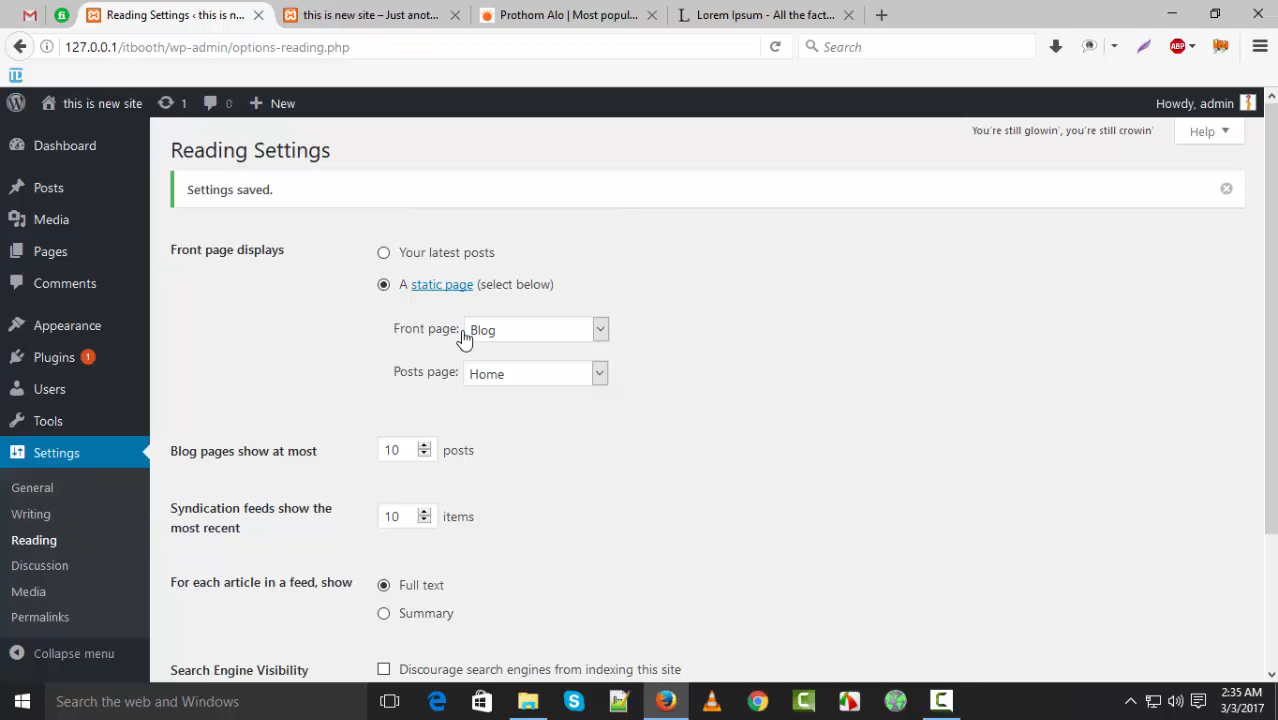 Reading Settings ‹ this is n...
this is new site – Just anot...
Prothom Alo | Most popul...
Lorem Ipsum - All the fact...
127.0.0.1/itbooth/wp-admin/options-reading.php
Search
ABP
this is new site
1
0
New
Howdy, admin
You're still glowin', you're still crowin'
Help
Dashboard
Posts
Media
Pages
Comments
Appearance
Plugins 1
Users
Tools
Settings
General
Writing
Reading
Discussion
Media
Permalinks
Collapse menu
Reading Settings
Settings saved.
Front page displays
Your latest posts
A static page (select below)
Front page: Blog
Posts page: Home
Blog pages show at most 10 posts
Syndication feeds show the most recent 10 items
For each article in a feed, show
Full text
Summary
Search Engine Visibility
Discourage search engines from indexing this site
Search the web and Windows
2:35 AM
3/3/2017